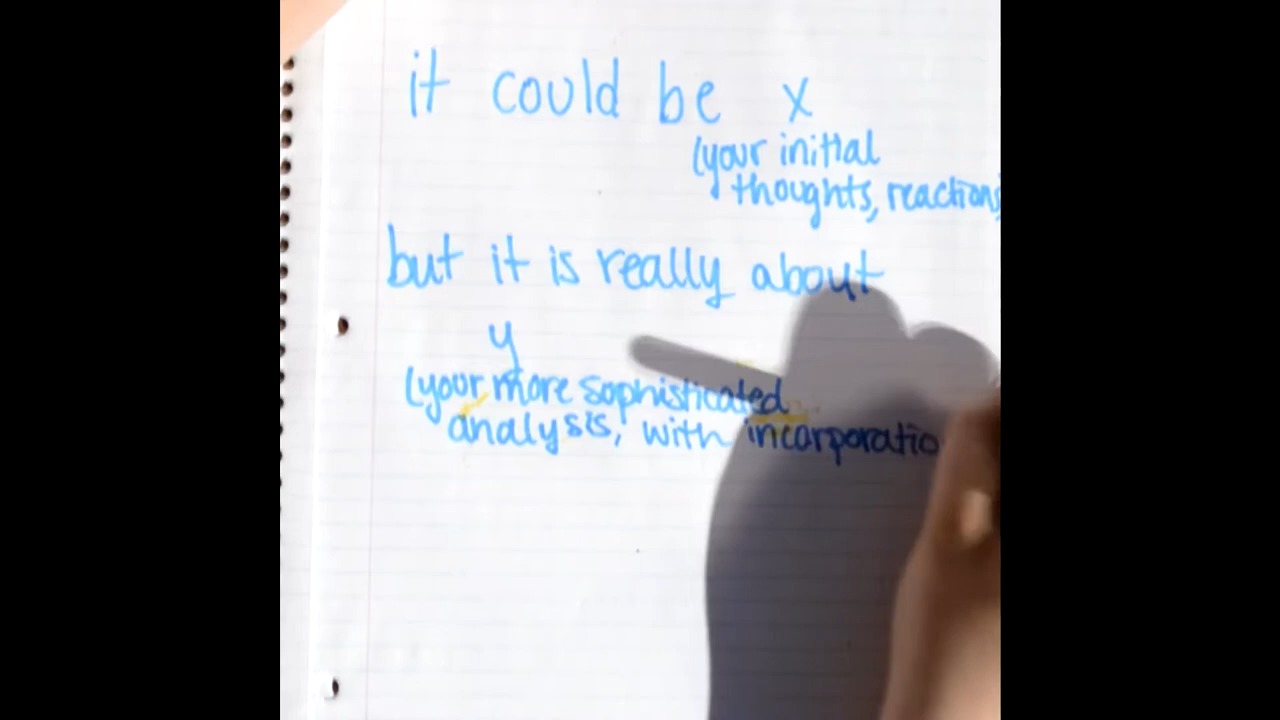 it could be x
(your initial
thoughts, reactions)
but it is really about
y
(your more sophisticated
analysis, with incorporatio